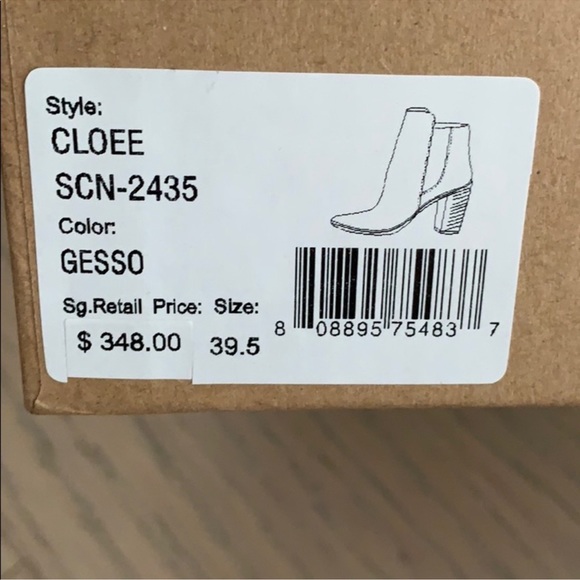 Style:
CLOEE
SCN-2435
Color:
GESSO
Sg.Retail Price: Size:
$ 348.00 39.5
8 08895 75483 7